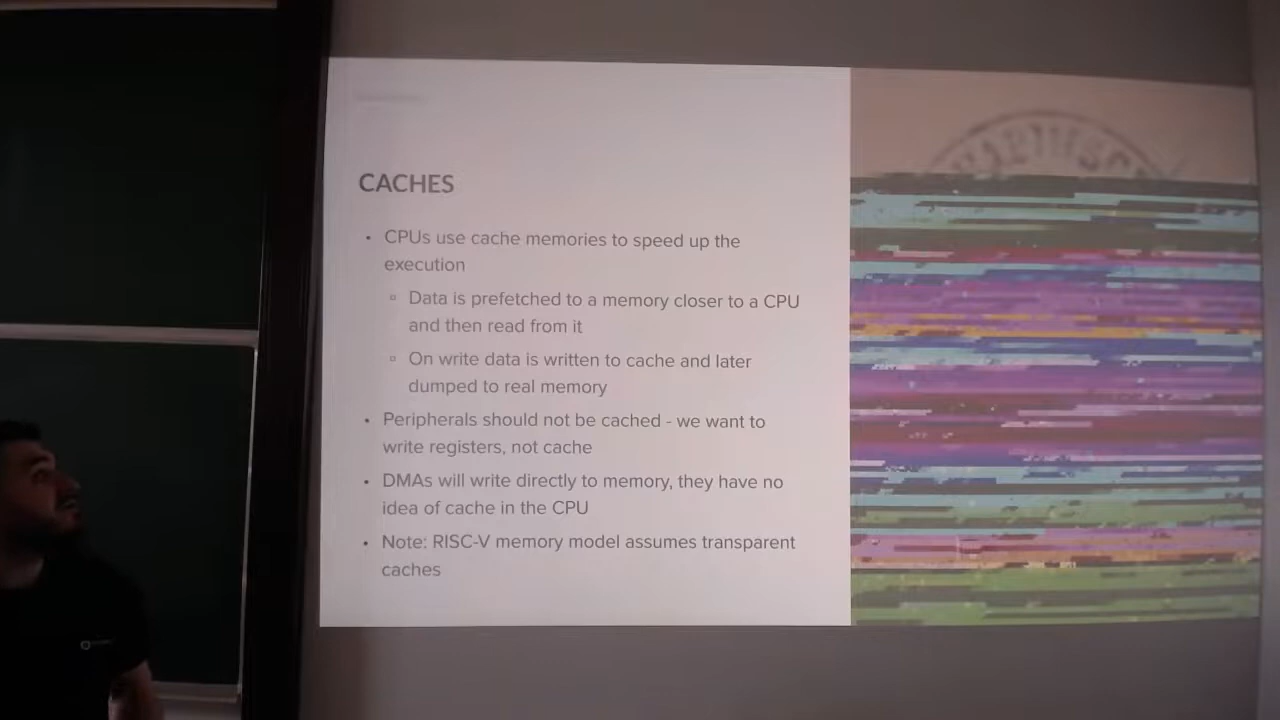 CACHES
• CPUs use cache memories to speed up the
execution
▫ Data is prefetched to a memory closer to a CPU
and then read from it
▫ On write data is written to cache and later
dumped to real memory
• Peripherals should not be cached - we want to
write registers, not cache
• DMAs will write directly to memory, they have no
idea of cache in the CPU
• Note: RISC-V memory model assumes transparent
caches